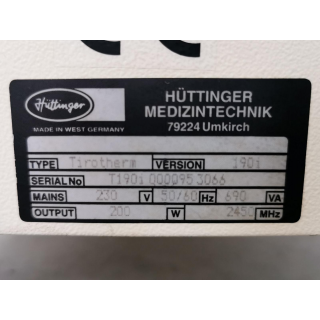 Hüttinger
MADE IN WEST GERMANY
HÜTTINGER
MEDIZINTECHNIK
79224 Umkirch
TYPE Tirotherm VERSION 190i
SERIAL No T190i 000095 3066
MAINS 230 V 50/60 Hz 690 VA
OUTPUT 200 W 2450 MHz